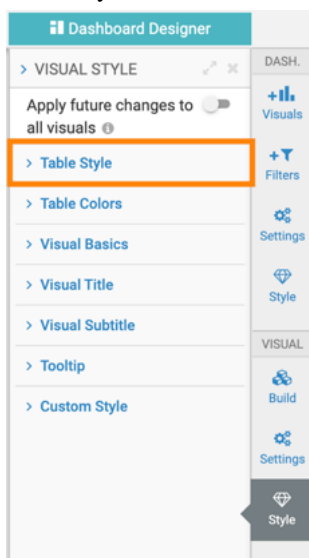 Dashboard Designer
VISUAL STYLE
Apply future changes to
all visuals
Table Style
Table Colors
Visual Basics
Visual Title
Visual Subtitle
Tooltip
Custom Style
DASH.
Visuals
Filters
Settings
Style
VISUAL
Build
Settings
Style